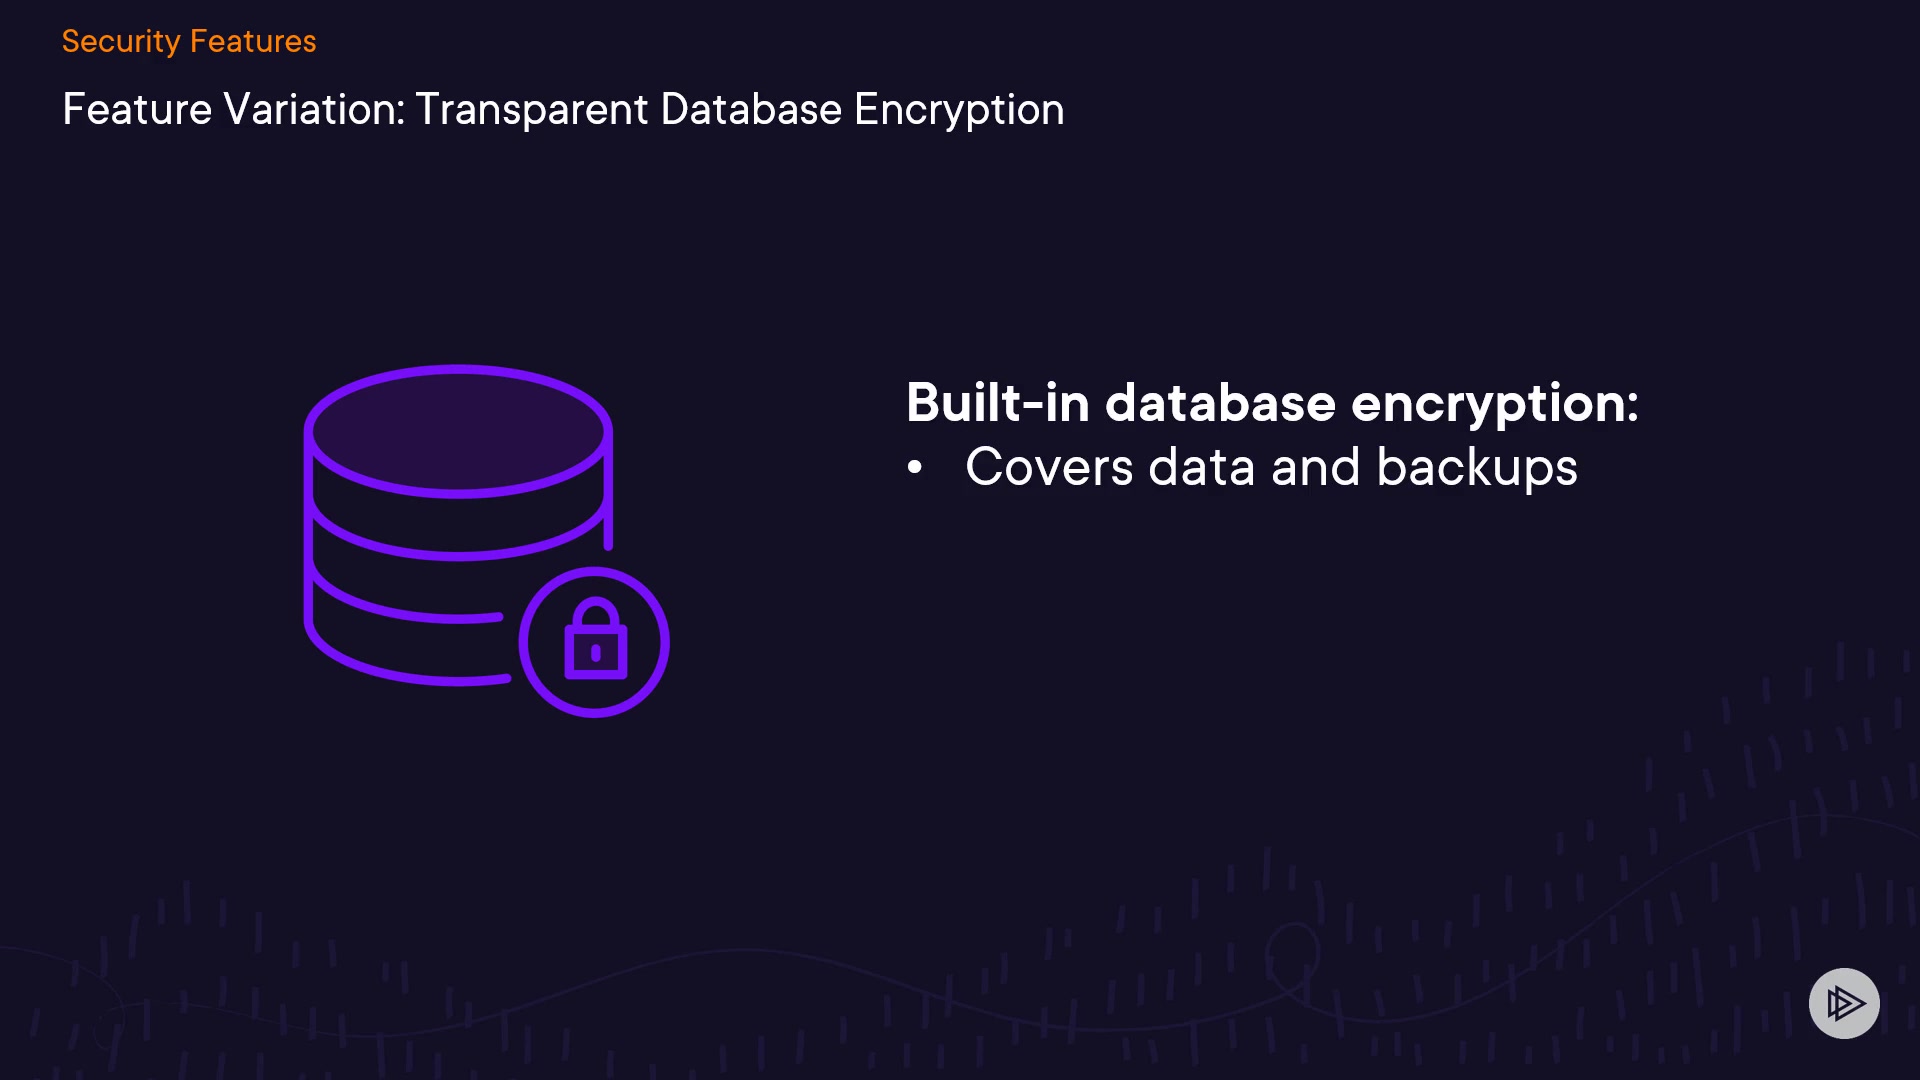 Security Features
Feature Variation: Transparent Database Encryption
Built-in database encryption:
• Covers data and backups